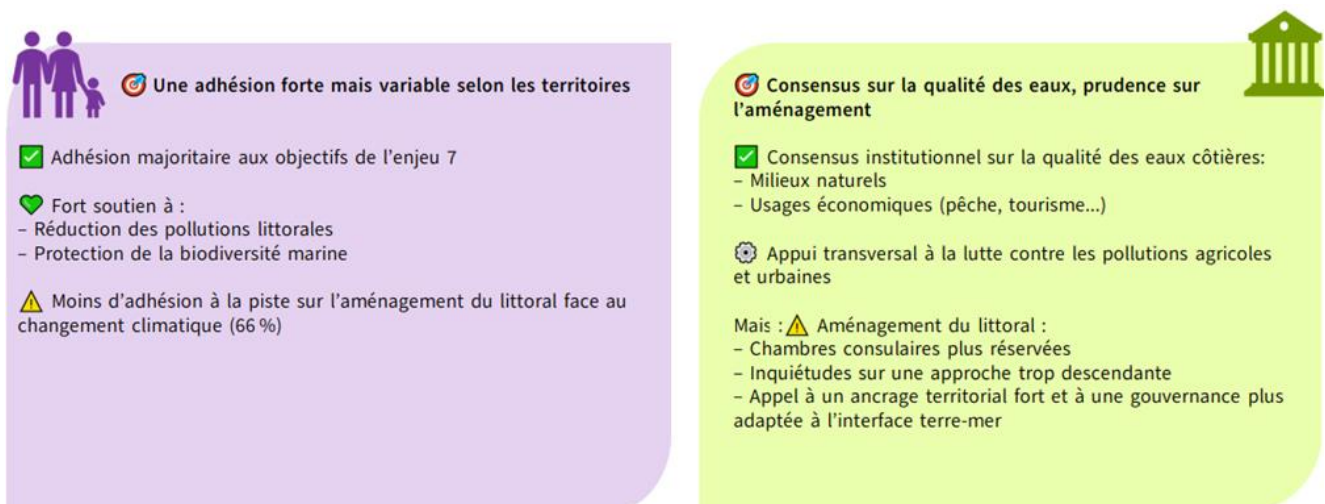 🎯 Une adhésion forte mais variable selon les territoires
✅ Adhésion majoritaire aux objectifs de l'enjeu 7
💚 Fort soutien à :
– Réduction des pollutions littorales
– Protection de la biodiversité marine
⚠️ Moins d'adhésion à la piste sur l'aménagement du littoral face au
changement climatique (66 %)
🎯 Consensus sur la qualité des eaux, prudence sur
l'aménagement
✅ Consensus institutionnel sur la qualité des eaux côtières:
– Milieux naturels
– Usages économiques (pêche, tourisme...)
⚙️ Appui transversal à la lutte contre les pollutions agricoles
et urbaines
Mais :⚠️ Aménagement du littoral :
– Chambres consulaires plus réservées
– Inquiétudes sur une approche trop descendante
– Appel à un ancrage territorial fort et à une gouvernance plus
adaptée à l'interface terre-mer